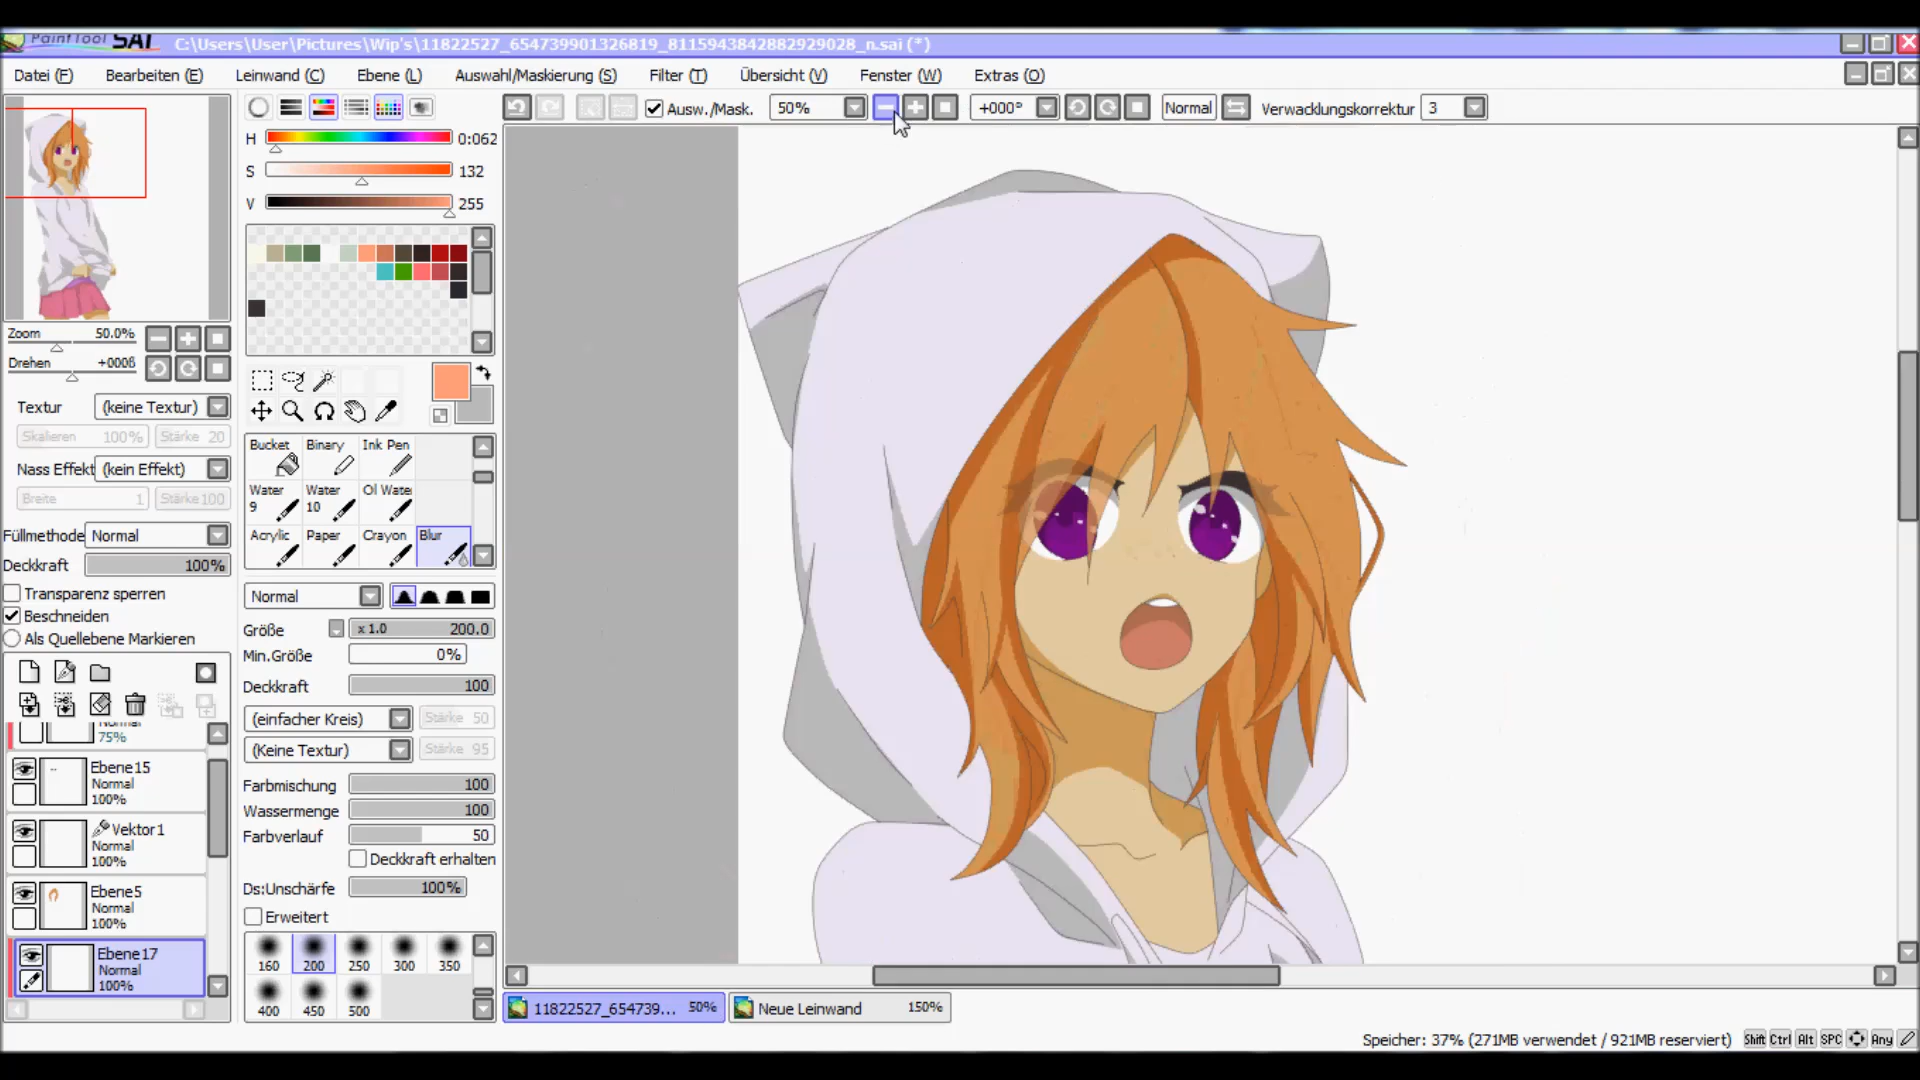 PaintTool SAI C:\Users\User\Pictures\Wip's\11822527_654739901326819_8115943842882929028_n.sai (*)
Datei (F) Bearbeiten (E) Leinwand (C) Ebene (L) Auswahl/Maskierung (S) Filter (T) Übersicht (V) Fenster (W) Extras (O)
Ausw./Mask. 50% +000° Normal Verwacklungskorrektur 3
H 0:062
S 132
V 255
Zoom 50.0%
Drehen +000ß
Textur (keine Textur)
Skalieren 100% Stärke 20
Nass Effekt (kein Effekt)
Breite 1 Stärke 100
Füllmethode Normal
Deckkraft 100%
Transparenz sperren
Beschneiden
Als Quellebene Markieren
Normal
75%
Ebene15
Normal
100%
Vektor1
Normal
100%
Ebene5
Normal
100%
Ebene17
Normal
100%
Bucket Binary Ink Pen
Water 9 Water 10 Oil Wate
Acrylic Paper Crayon Blur
Normal
Größe x 1.0 200.0
Min.Größe 0%
Deckkraft 100
(einfacher Kreis) Stärke 50
(Keine Textur) Stärke 95
Farbmischung 100
Wassermenge 100
Farbverlauf 50
Deckkraft erhalten
Ds:Unschärfe 100%
Erweitert
160 200 250 300 350
400 450 500
11822527_654739... 50% Neue Leinwand 150%
Speicher: 37% (271MB verwendet / 921MB reserviert) Shift Ctrl Alt SPC Any